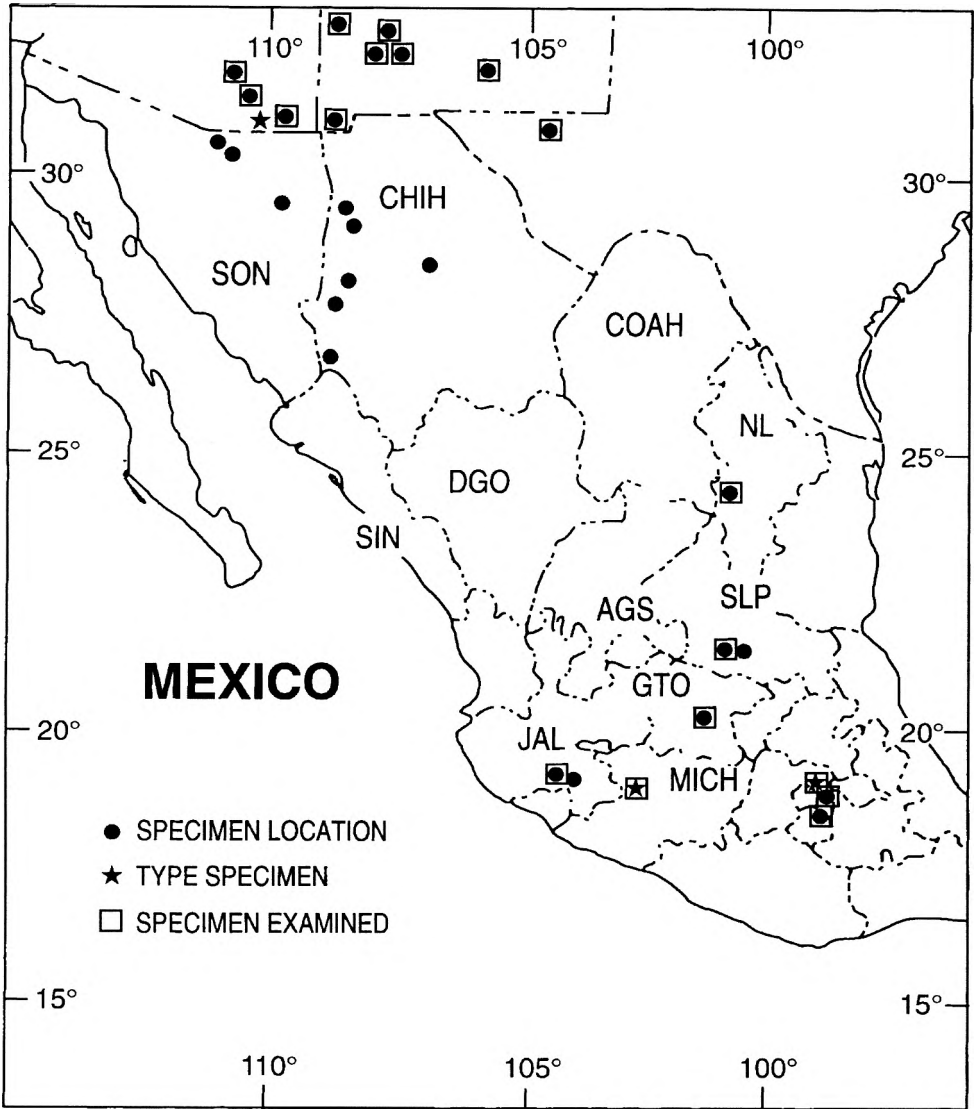 110° 105° 100°
30° 30°
CHIH
SON
COAH
NL
25° 25°
DGO
SIN
AGS SLP
MEXICO
GTO
20° 20°
JAL
MICH
SPECIMEN LOCATION
TYPE SPECIMEN
SPECIMEN EXAMINED
15° 15°
110° 105° 100°